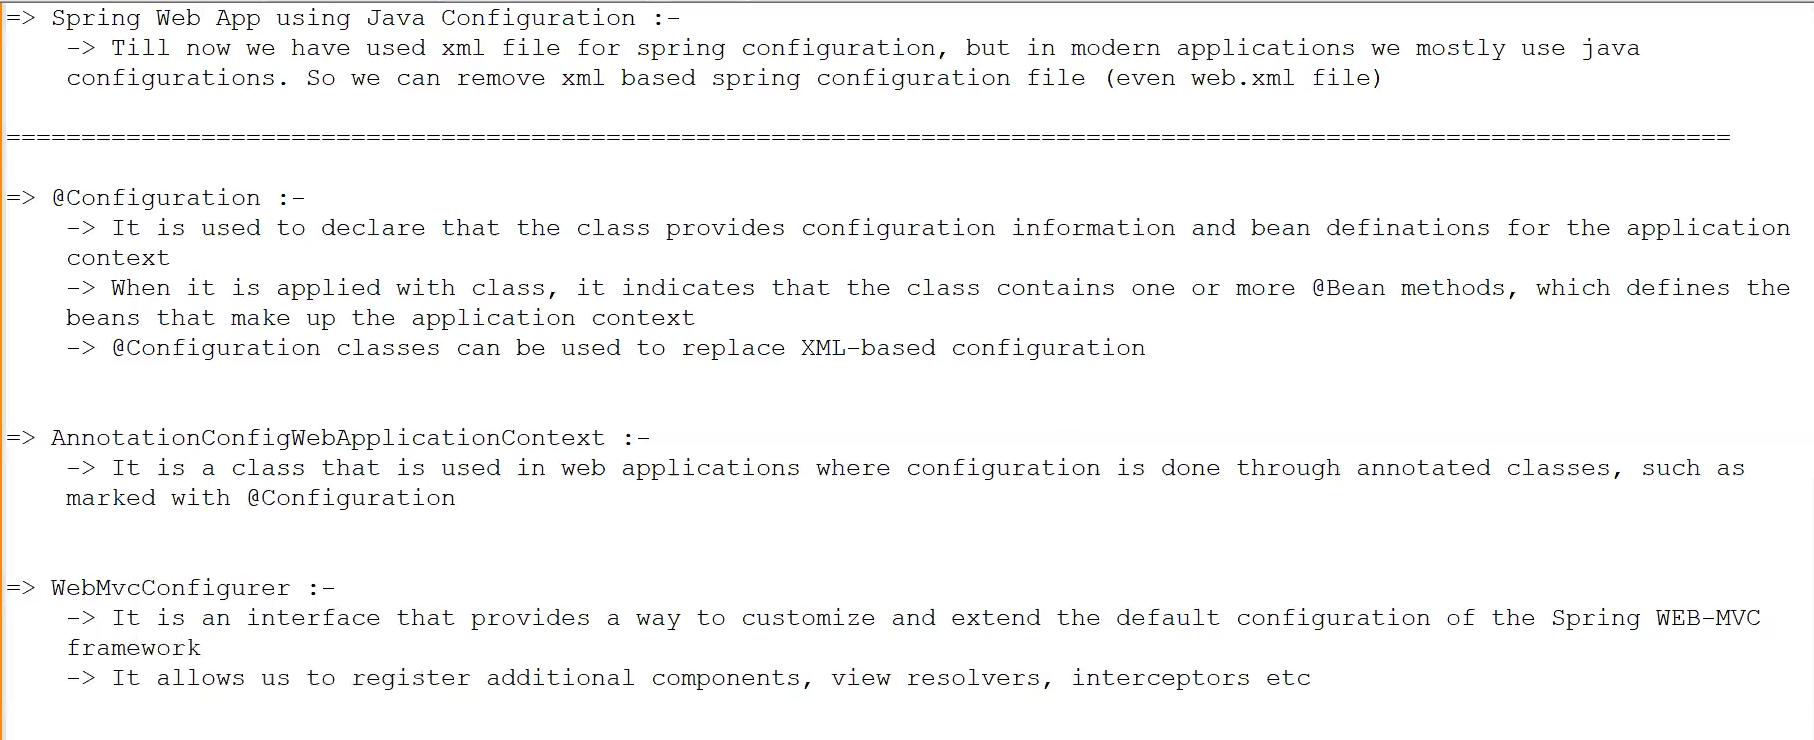 => Spring Web App using Java Configuration :-
-> Till now we have used xml file for spring configuration, but in modern applications we mostly use java
configurations. So we can remove xml based spring configuration file (even web.xml file)
===================================================================================================================
=> @Configuration :-
-> It is used to declare that the class provides configuration information and bean definations for the application
context
-> When it is applied with class, it indicates that the class contains one or more @Bean methods, which defines the
beans that make up the application context
-> @Configuration classes can be used to replace XML-based configuration
=> AnnotationConfigWebApplicationContext :-
-> It is a class that is used in web applications where configuration is done through annotated classes, such as
marked with @Configuration
=> WebMvcConfigurer :-
-> It is an interface that provides a way to customize and extend the default configuration of the Spring WEB-MVC
framework
-> It allows us to register additional components, view resolvers, interceptors etc